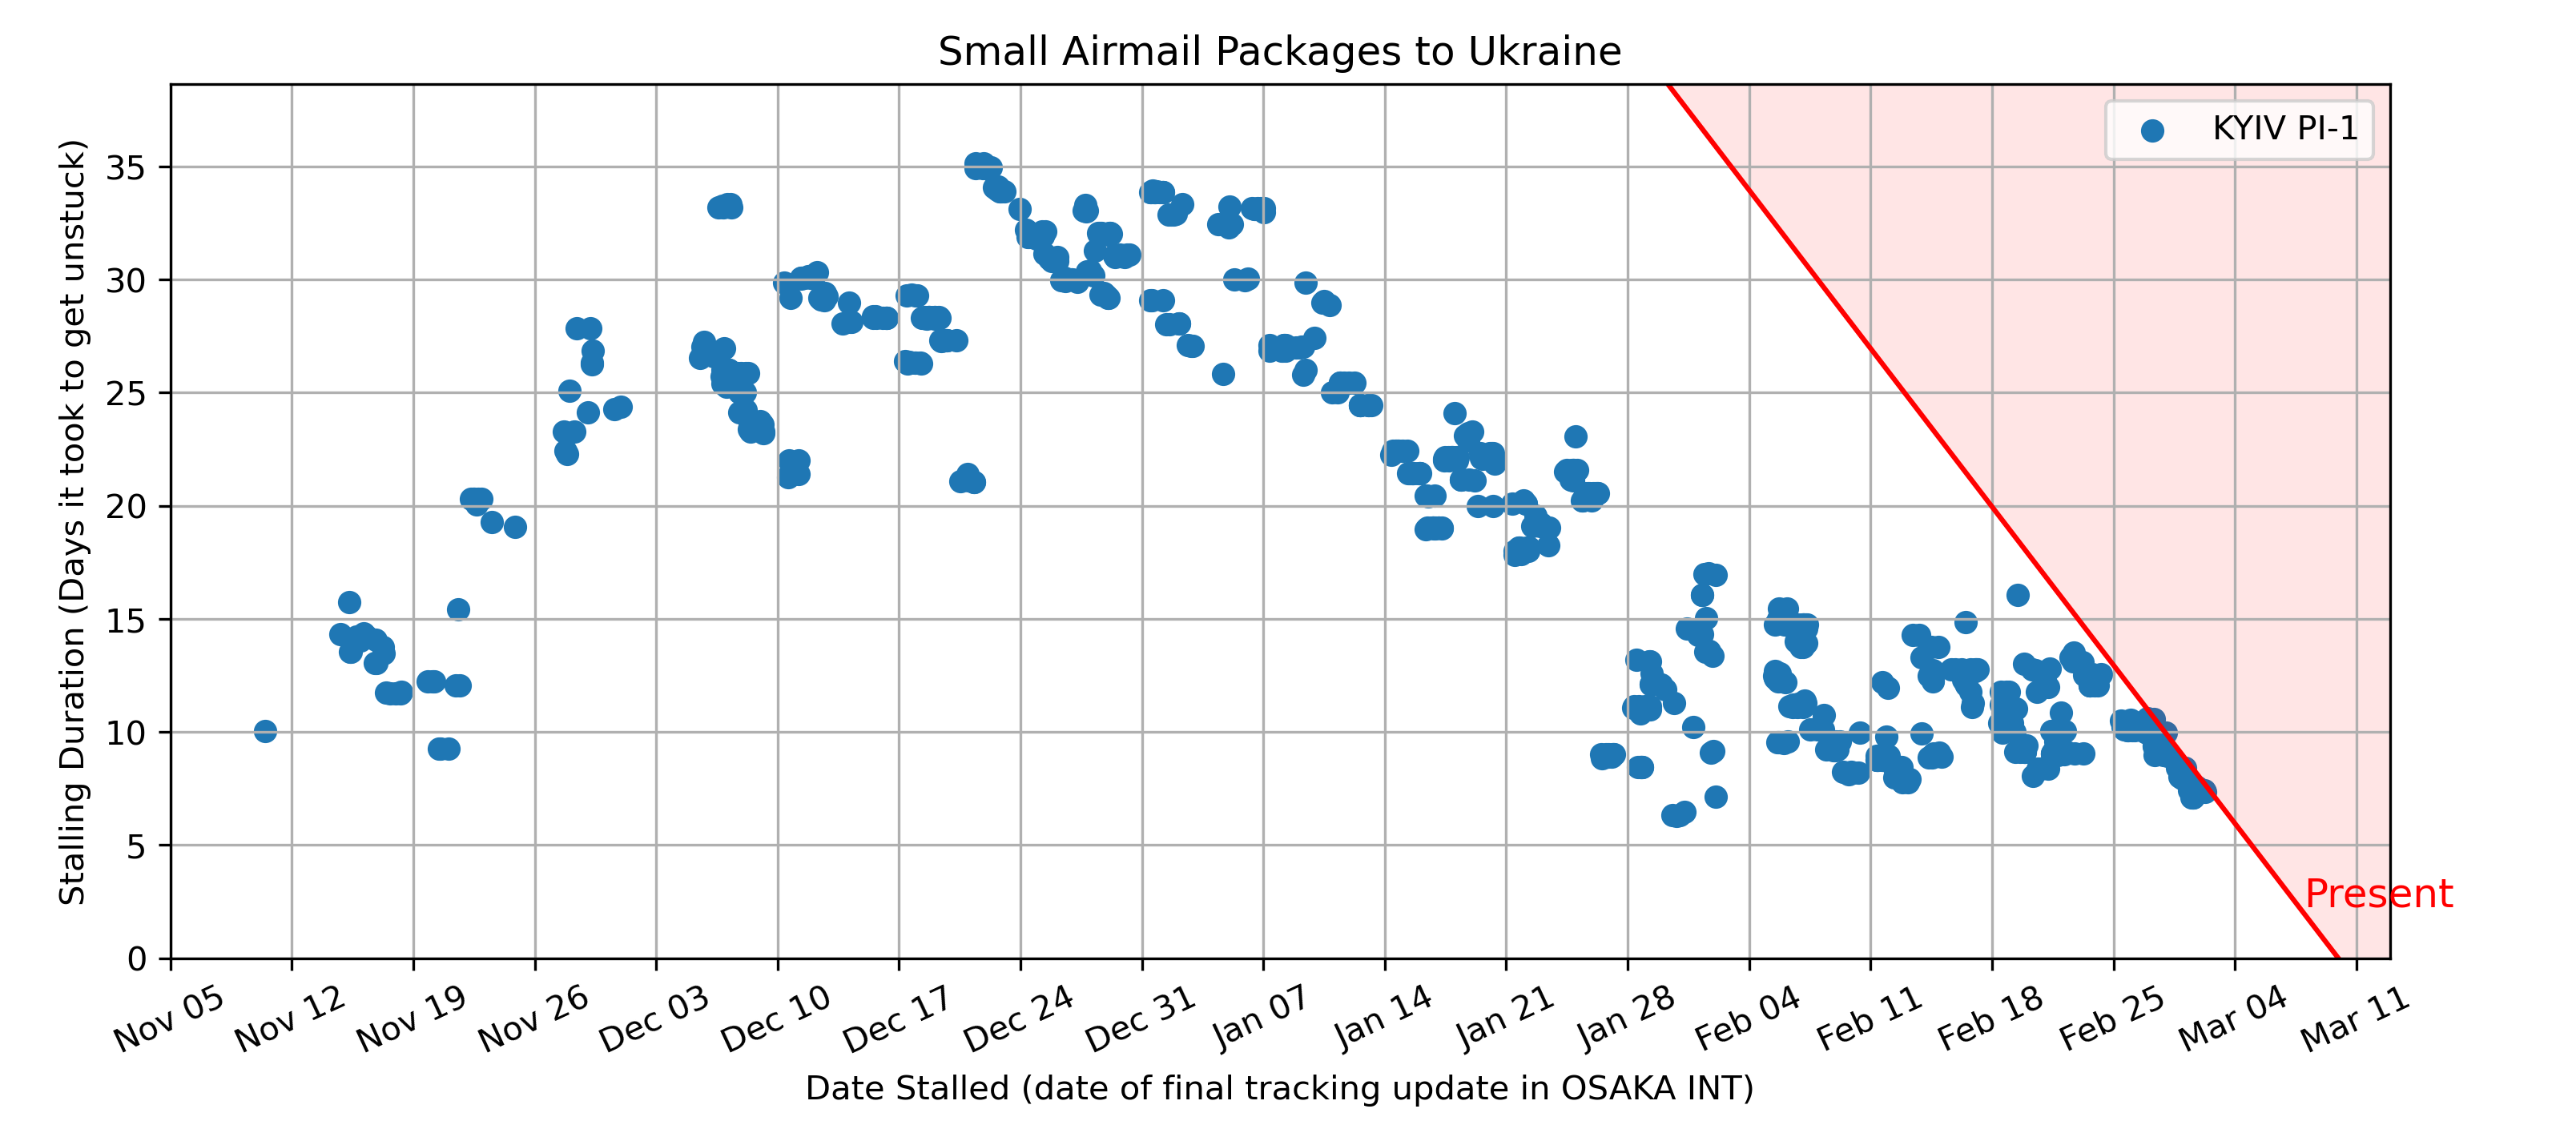 Small Airmail Packages to Ukraine
KYIV PI-1
Stalling Duration (Days it took to get unstuck)
35
30
25
20
15
10
5
0
Present
Nov 05
Nov 12
Nov 19
Nov 26
Dec 03
Dec 10
Dec 17
Dec 24
Dec 31
Jan 07
Jan 14
Jan 21
Jan 28
Feb 04
Feb 11
Feb 18
Feb 25
Mar 04
Mar 11
Date Stalled (date of final tracking update in OSAKA INT)